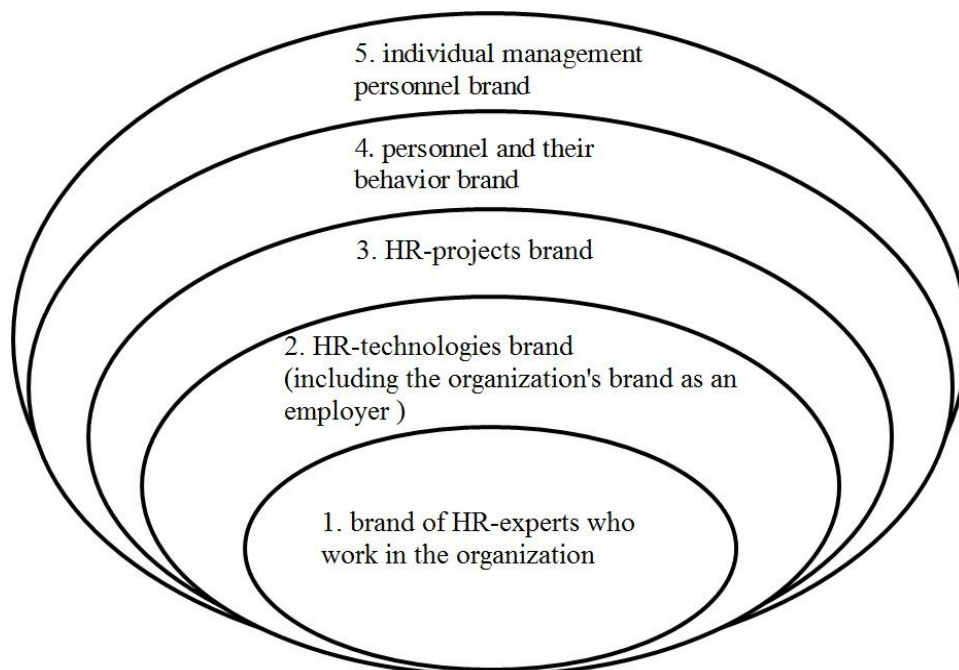 5. individual management
personnel brand
4. personnel and their
behavior brand
3. HR-projects brand
2. HR-technologies brand
(including the organization's brand as an
employer )
1. brand of HR-experts who
work in the organization